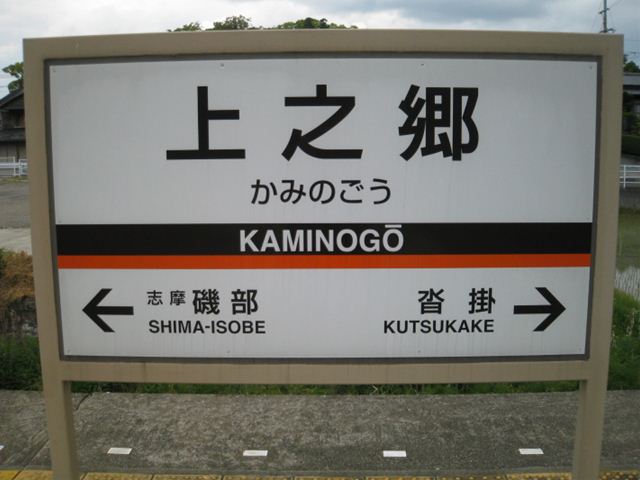 上之郷
かみのごう
KAMINOGŌ
← 志摩磯部 沓掛 →
SHIMA-ISOBE KUTSUKAKE